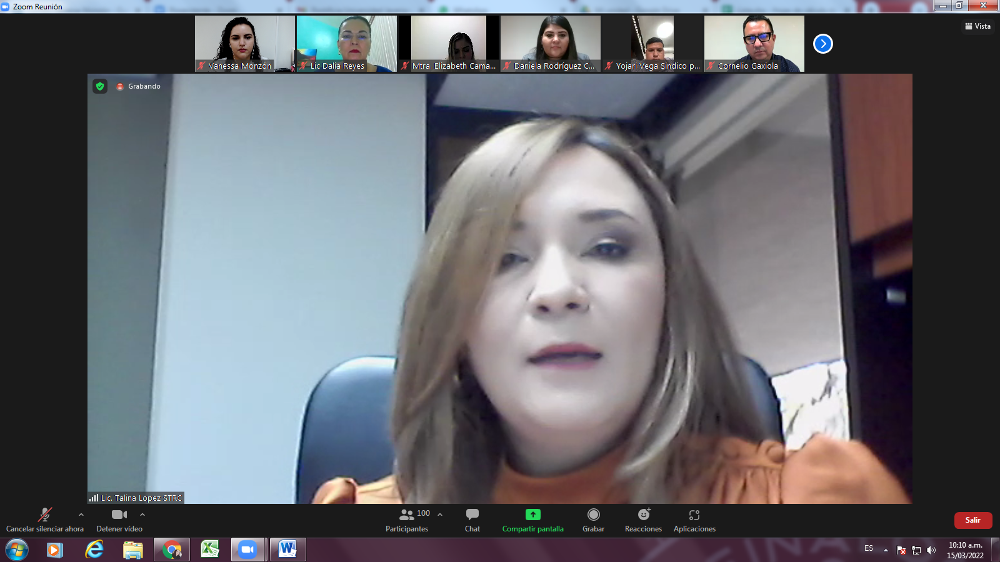 Zoom Reunión
Vista
Vanessa Monzón
Lic Dalia Reyes
Mtra. Elizabeth Cama...
Daniela Rodríguez C...
Yojari Vega Sindico p...
Cornelio Gaxiola
Grabando
Lic. Talina Lopez STRC
Cancelar silenciar ahora
Detener vídeo
100
Participantes
Chat
Compartir pantalla
Grabar
Reacciones
Aplicaciones
Salir
ES
10:10 a.m.
15/03/2022